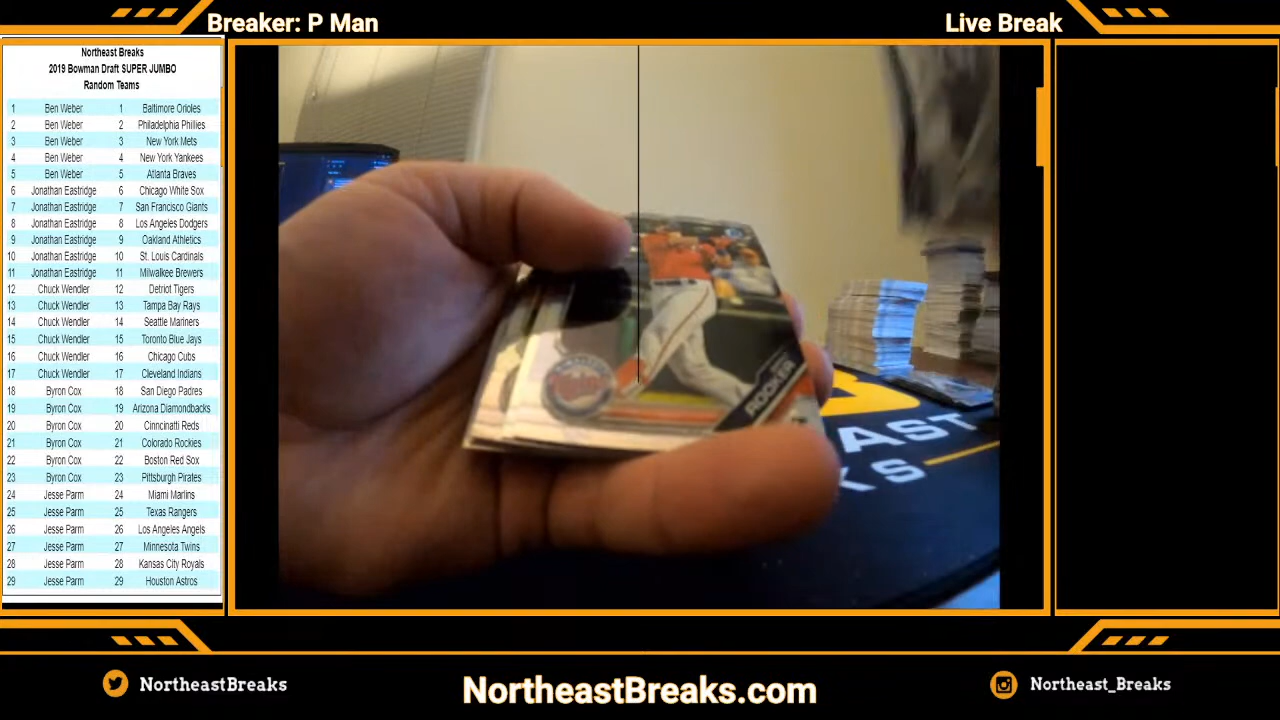 Breaker: P Man
Live Break
Northeast Breaks
2019 Bowman Draft SUPER JUMBO
Random Teams
1 Ben Weber 1 Baltimore Orioles
2 Ben Weber 2 Philadelphia Phillies
3 Ben Weber 3 New York Mets
4 Ben Weber 4 New York Yankees
5 Ben Weber 5 Atlanta Braves
6 Jonathan Eastridge 6 Chicago White Sox
7 Jonathan Eastridge 7 San Francisco Giants
8 Jonathan Eastridge 8 Los Angeles Dodgers
9 Jonathan Eastridge 9 Oakland Athletics
10 Jonathan Eastridge 10 St. Louis Cardinals
11 Jonathan Eastridge 11 Milwalkee Brewers
12 Chuck Wendler 12 Detriot Tigers
13 Chuck Wendler 13 Tampa Bay Rays
14 Chuck Wendler 14 Seattle Mariners
15 Chuck Wendler 15 Toronto Blue Jays
16 Chuck Wendler 16 Chicago Cubs
17 Chuck Wendler 17 Cleveland Indians
18 Byron Cox 18 San Diego Padres
19 Byron Cox 19 Arizona Diamondbacks
20 Byron Cox 20 Cinncinatti Reds
21 Byron Cox 21 Colorado Rockies
22 Byron Cox 22 Boston Red Sox
23 Byron Cox 23 Pittsburgh Pirates
24 Jesse Parm 24 Miami Marlins
25 Jesse Parm 25 Texas Rangers
26 Jesse Parm 26 Los Angeles Angels
27 Jesse Parm 27 Minnesota Twins
28 Jesse Parm 28 Kansas City Royals
29 Jesse Parm 29 Houston Astros
Twins
ROOKER
AST
KS
NortheastBreaks
NortheastBreaks.com
Northeast_Breaks